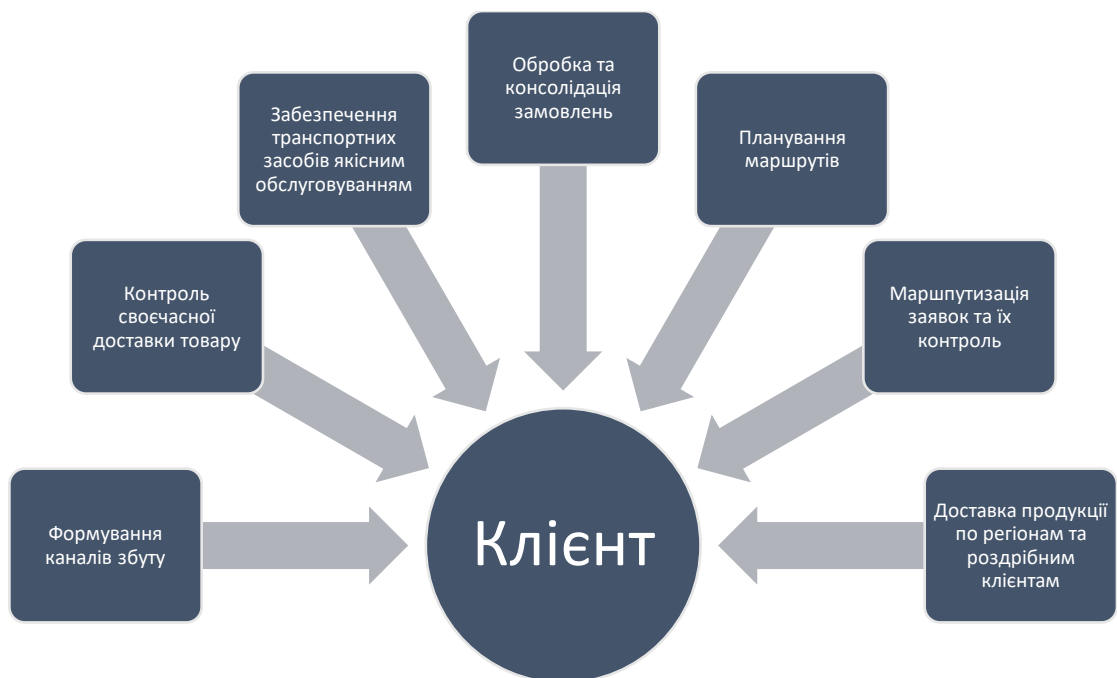 Обробка та
консолідація
замовлень
Забезпечення
транспортних
засобів якісним
обслуговуванням
Планування
маршрутів
Контроль
своєчасної
доставки товару
Маршпутизація
заявок та їх
контроль
Формування
каналів збуту
Клієнт
Доставка продукції
по регіонам та
роздрібним
клієнтам